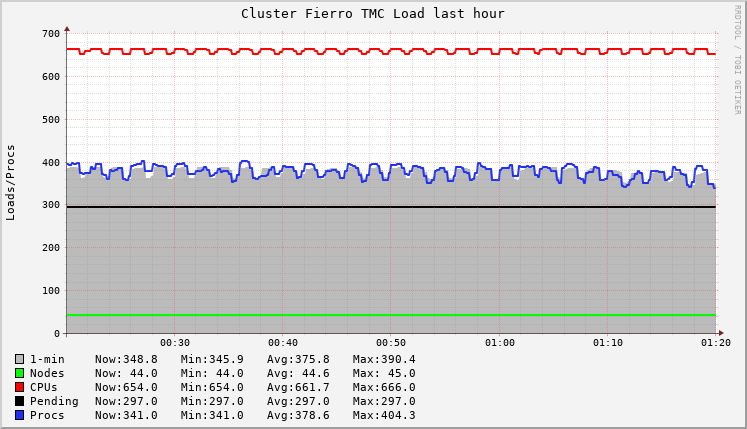 Cluster Fierro TMC Load last hour
RRDTOOL / TOBI OETIKER
Loads/Procs
700
600
500
400
300
200
100
0
00:30 00:40 00:50 01:00 01:10 01:20
1-min Now:348.8 Min:345.9 Avg:375.8 Max:390.4
Nodes Now: 44.0 Min: 44.0 Avg: 44.6 Max: 45.0
CPUs Now:654.0 Min:654.0 Avg:661.7 Max:666.0
Pending Now:297.0 Min:297.0 Avg:297.0 Max:297.0
Procs Now:341.0 Min:341.0 Avg:378.6 Max:404.3